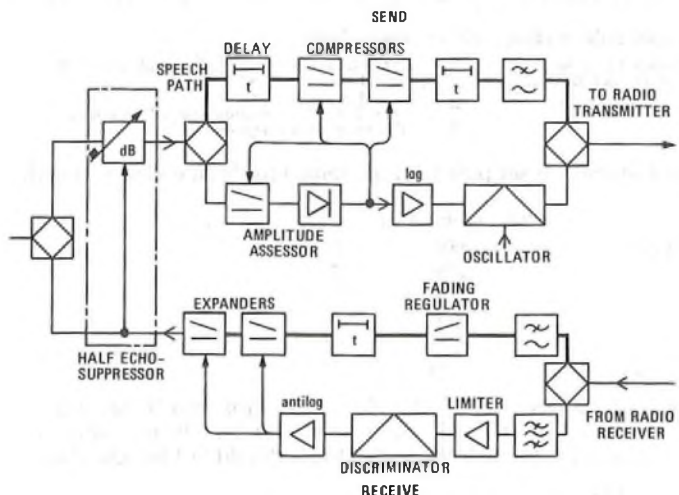 SEND
DELAY COMPRESSORS
SPEECH
PATH
t
t
TO RADIO
TRANSMITTER
dB
log
AMPLITUDE
ASSESSOR
OSCILLATOR
EXPANDERS
FADING
REGULATOR
t
HALF ECHO-
SUPPRESSOR
antilog
LIMITER
FROM RADIO
RECEIVER
DISCRIMINATOR
RECEIVE